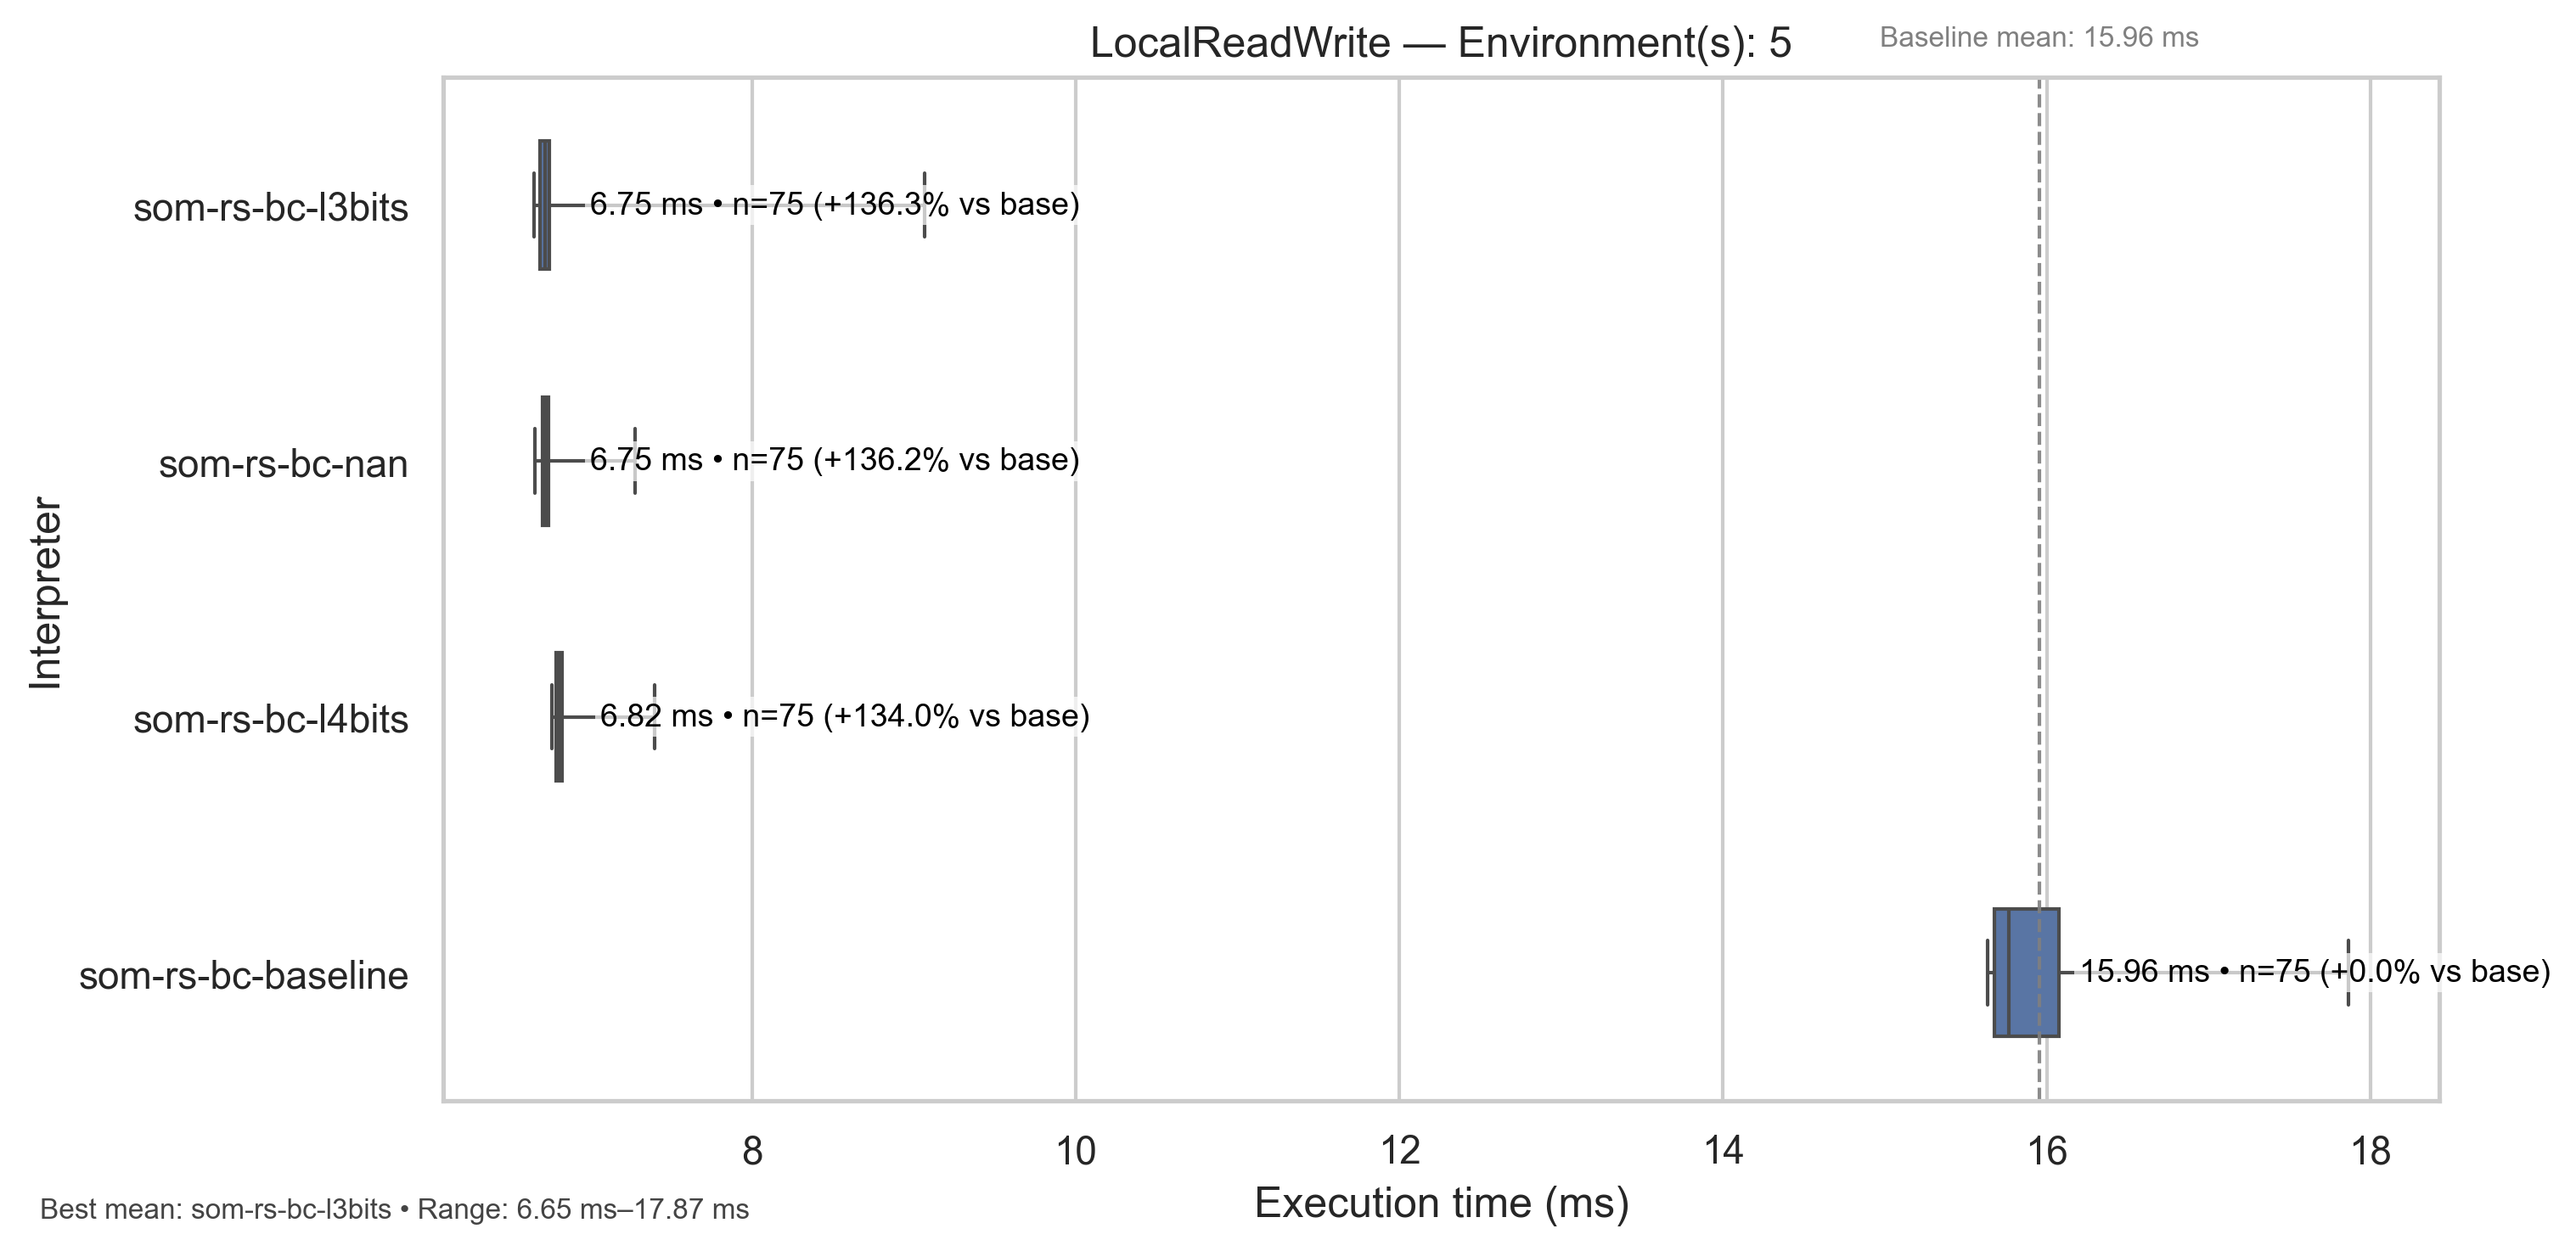 LocalReadWrite — Environment(s): 5
Baseline mean: 15.96 ms
Interpreter
som-rs-bc-l3bits
6.75 ms • n=75 (+136.3% vs base)
som-rs-bc-nan
6.75 ms • n=75 (+136.2% vs base)
som-rs-bc-l4bits
6.82 ms • n=75 (+134.0% vs base)
som-rs-bc-baseline
15.96 ms • n=75 (+0.0% vs base)
8 10 12 14 16 18
Execution time (ms)
Best mean: som-rs-bc-l3bits • Range: 6.65 ms–17.87 ms